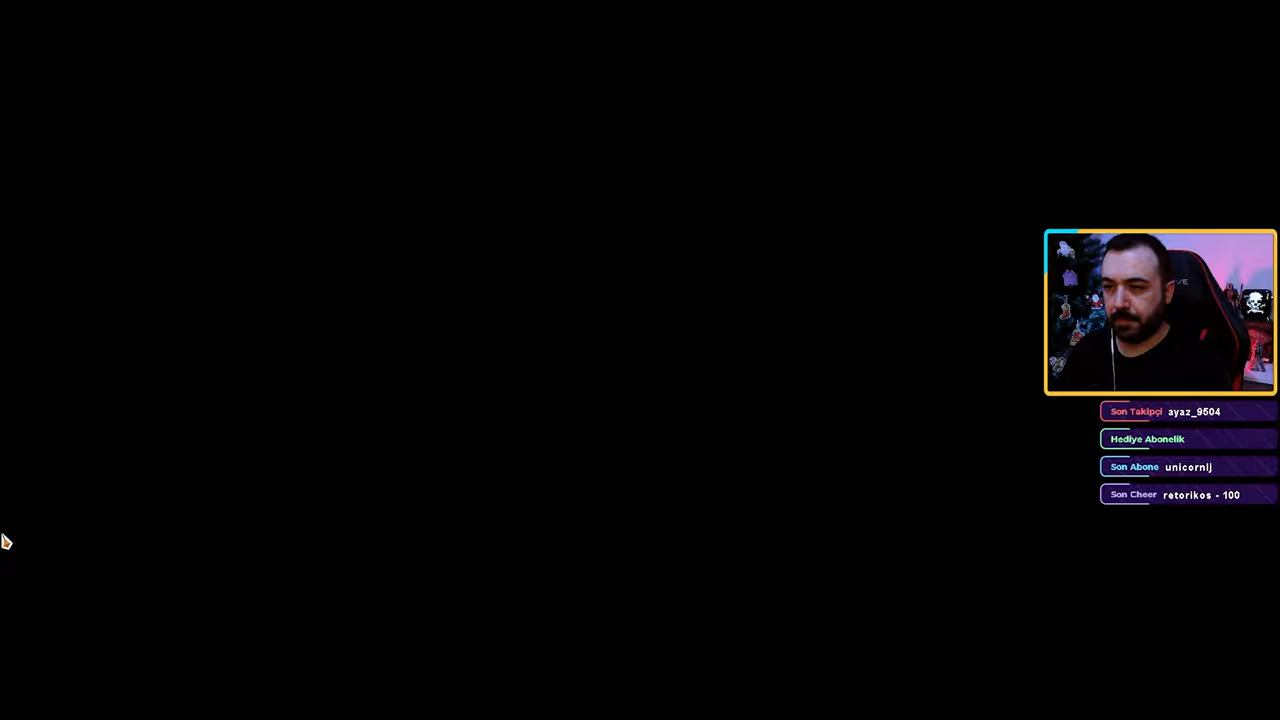 Son Takipçi ayaz_9504
Hediye Abonelik
Son Abone unicornlj
Son Cheer retorikos - 100